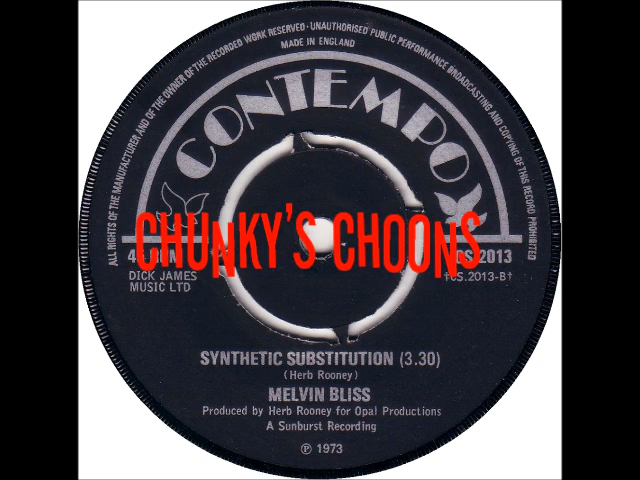 ALL RIGHTS OF THE MANUFACTURER AND OF THE OWNER OF THE RECORDED WORK RESERVED · UNAUTHORISED PUBLIC PERFORMANCE BROADCASTING AND COPYING OF THIS RECORD PROHIBITED
MADE IN ENGLAND
CONTEMPO
CHUNKY'S CHOONS
2013
DICK JAMES
MUSIC LTD
†CS.2013-B†
SYNTHETIC SUBSTITUTION (3.30)
(Herb Rooney)
MELVIN BLISS
Produced by Herb Rooney for Opal Productions
A Sunburst Recording
℗ 1973